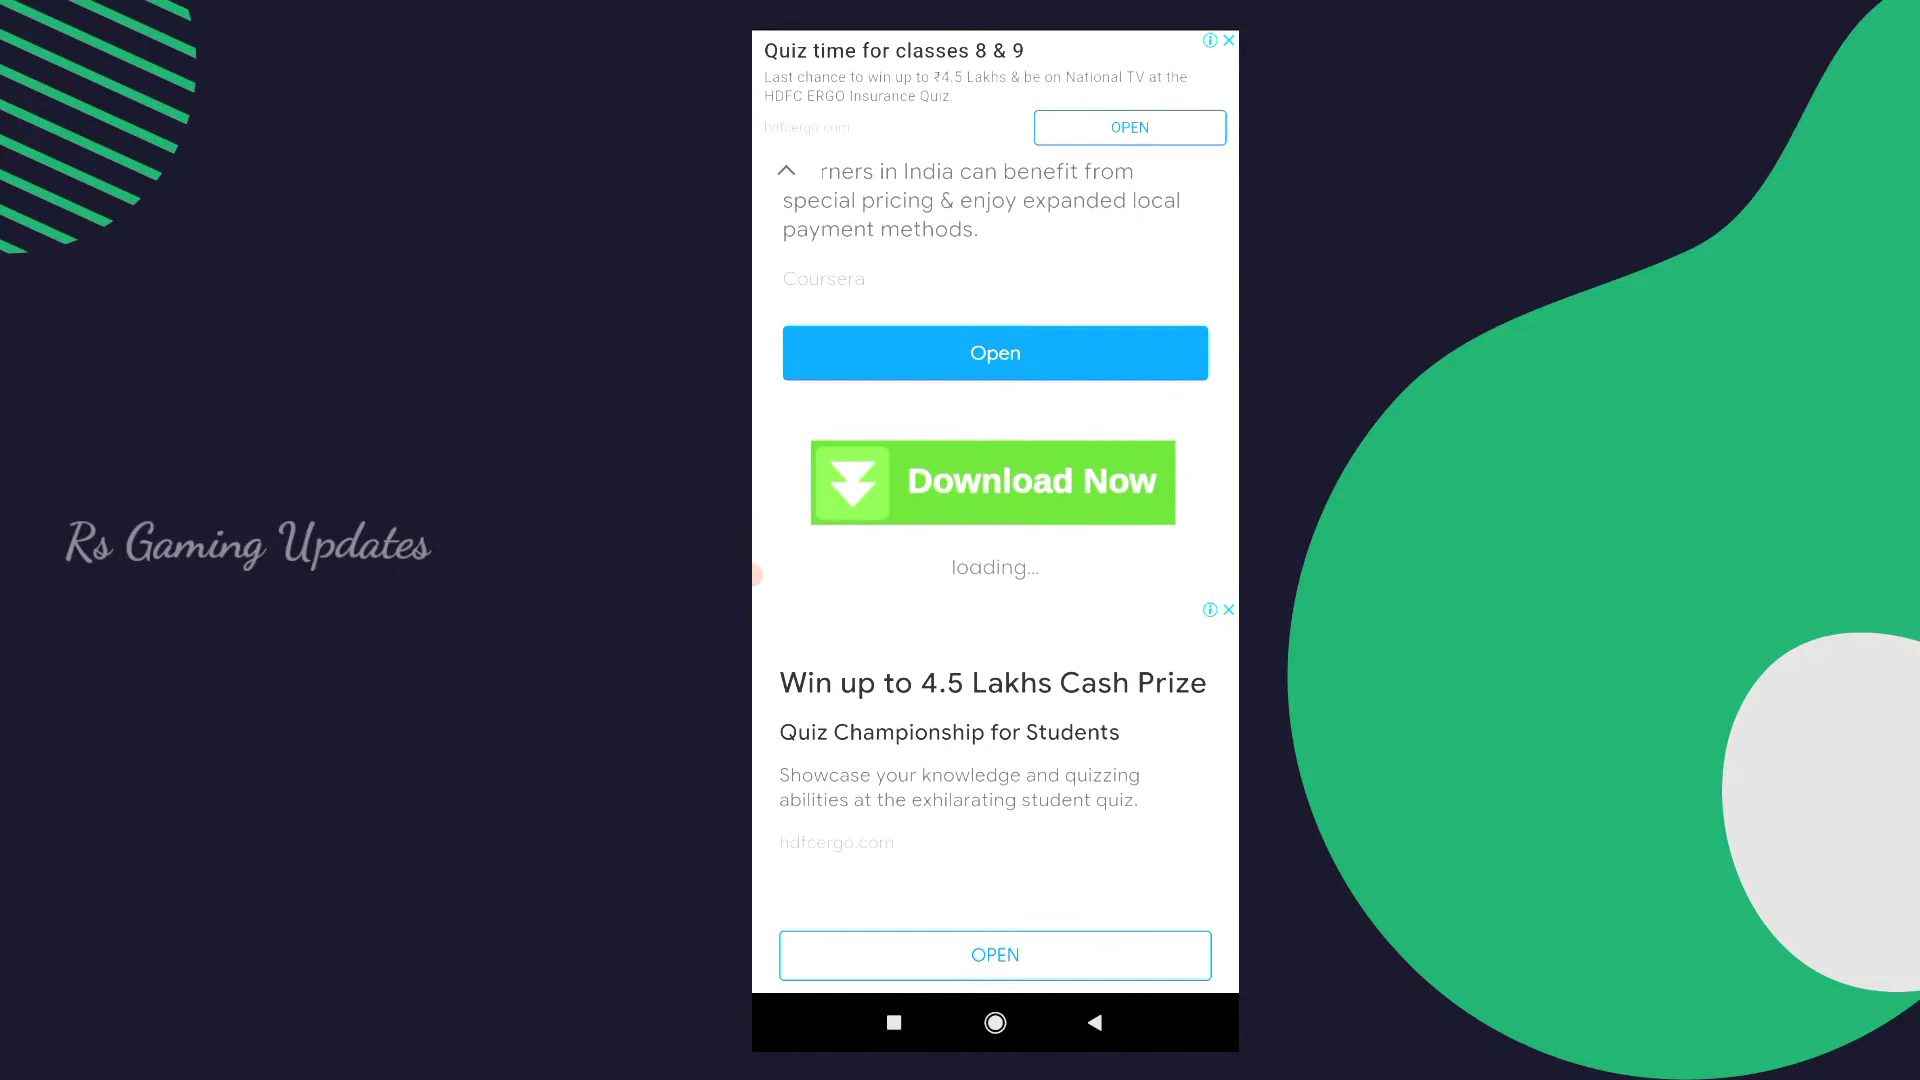 Quiz time for classes 8 & 9
Last chance to win up to ₹4.5 Lakhs & be on National TV at the
HDFC ERGO Insurance Quiz.
hdfcergo.com
OPEN
rners in India can benefit from
special pricing & enjoy expanded local
payment methods.
Coursera
Open
Download Now
Rs Gaming Updates
loading...
Win up to 4.5 Lakhs Cash Prize
Quiz Championship for Students
Showcase your knowledge and quizzing
abilities at the exhilarating student quiz.
hdfcergo.com
OPEN